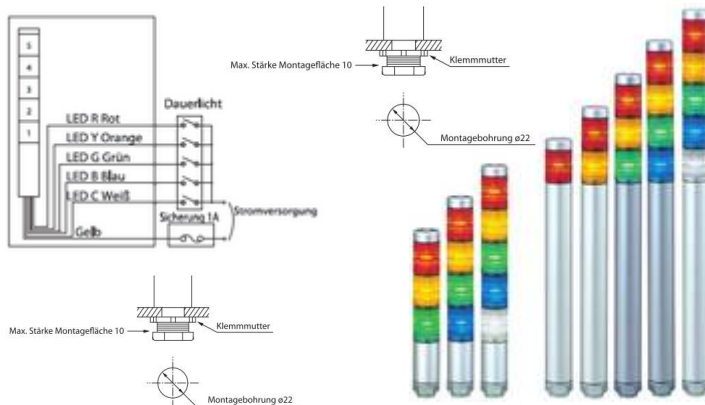 5
4
3
2
1
LED R Rot
LED Y Orange
LED G Grün
LED B Blau
LED C Weiß
Gelb
Dauerlicht
Sicherung 1A
Stromversorgung
Max. Stärke Montagefläche 10
Klemmmutter
Montagebohrung ø22
Max. Stärke Montagefläche 10
Klemmmutter
Montagebohrung ø22